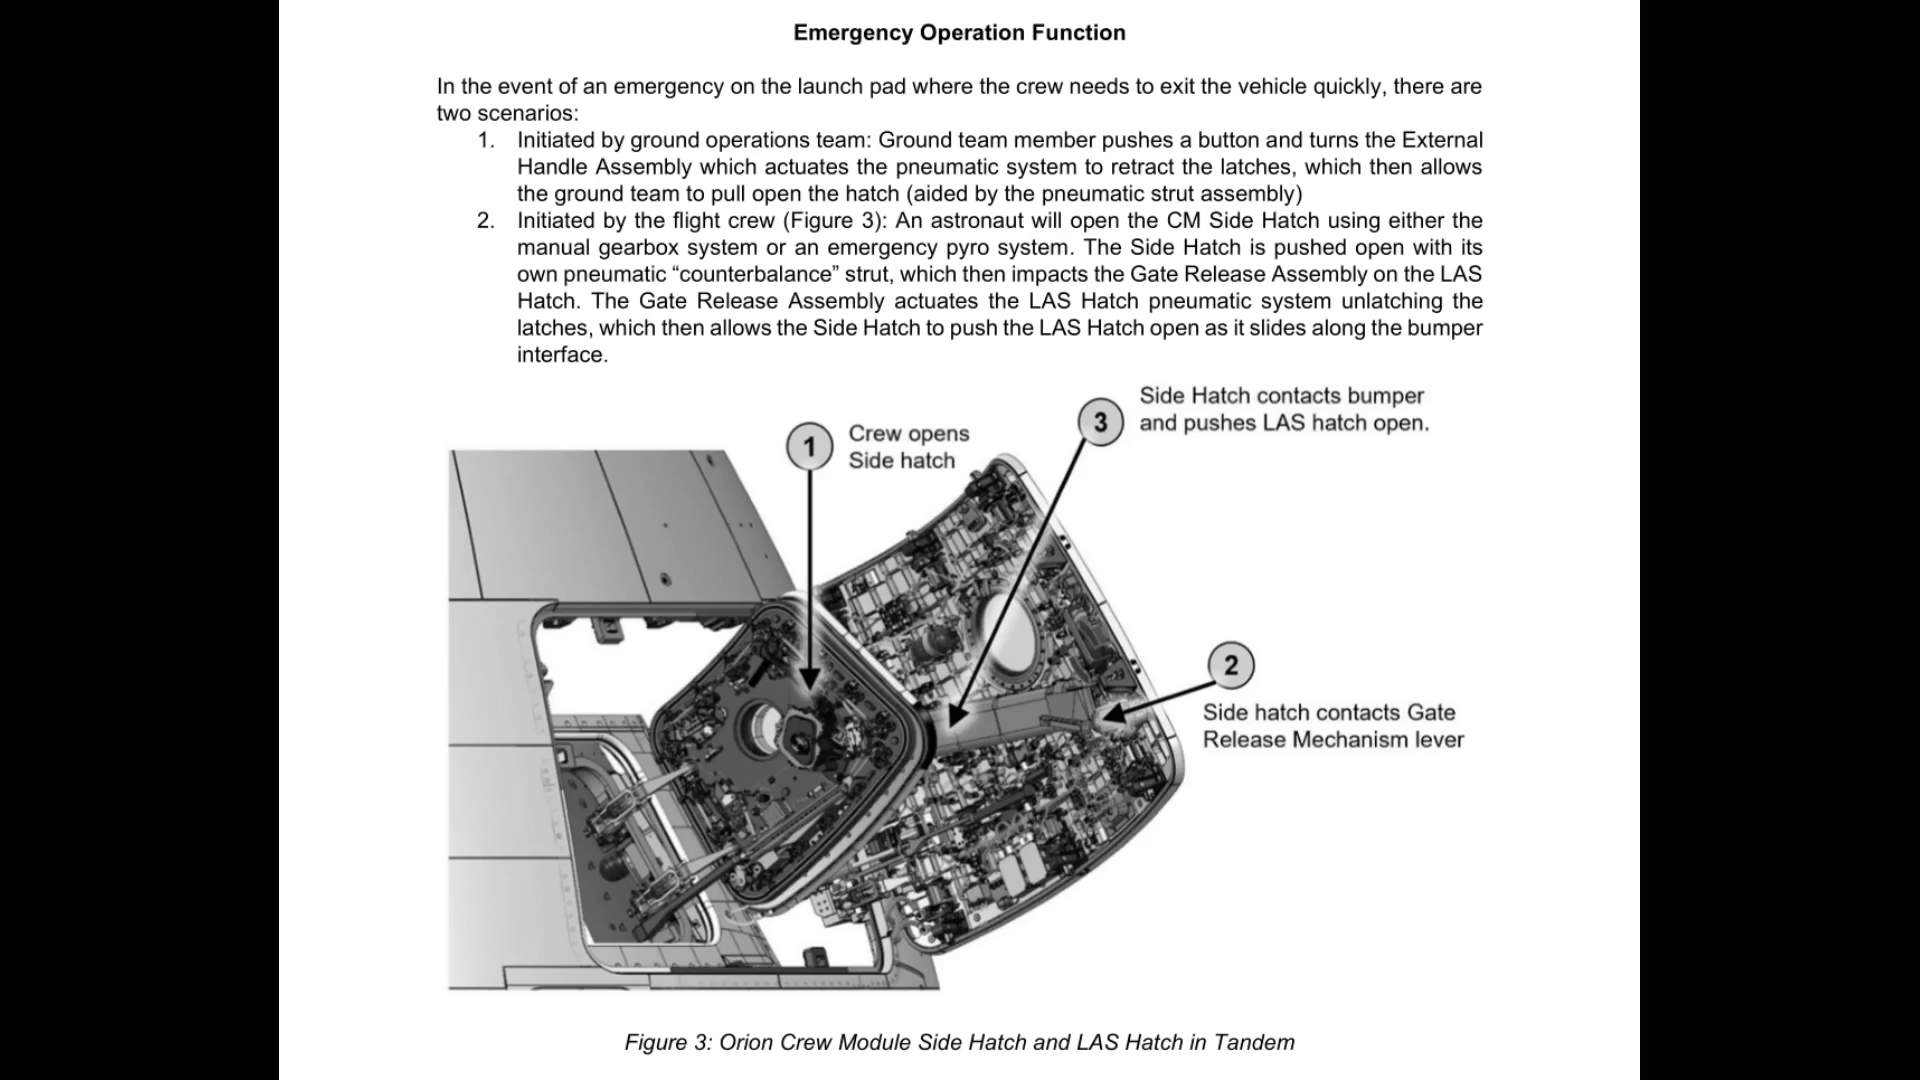 Emergency Operation Function
In the event of an emergency on the launch pad where the crew needs to exit the vehicle quickly, there are
two scenarios:
1. Initiated by ground operations team: Ground team member pushes a button and turns the External
Handle Assembly which actuates the pneumatic system to retract the latches, which then allows
the ground team to pull open the hatch (aided by the pneumatic strut assembly)
2. Initiated by the flight crew (Figure 3): An astronaut will open the CM Side Hatch using either the
manual gearbox system or an emergency pyro system. The Side Hatch is pushed open with its
own pneumatic “counterbalance” strut, which then impacts the Gate Release Assembly on the LAS
Hatch. The Gate Release Assembly actuates the LAS Hatch pneumatic system unlatching the
latches, which then allows the Side Hatch to push the LAS Hatch open as it slides along the bumper
interface.
1
Crew opens
Side hatch
3
Side Hatch contacts bumper
and pushes LAS hatch open.
2
Side hatch contacts Gate
Release Mechanism lever
Figure 3: Orion Crew Module Side Hatch and LAS Hatch in Tandem